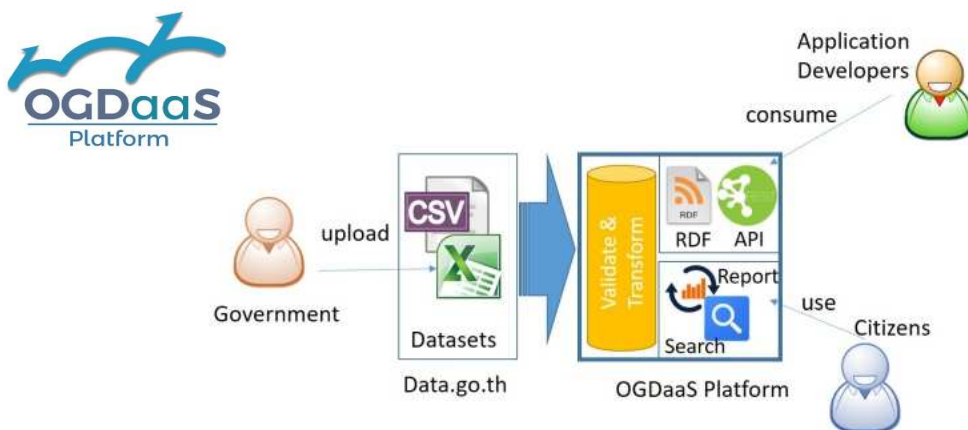 OGDaaS
Platform
Application
Developers
consume
CSV
upload
Government
Datasets
Data.go.th
Validate &
Transform
RDF
RDF
API
Report
Search
OGDaaS Platform
use
Citizens